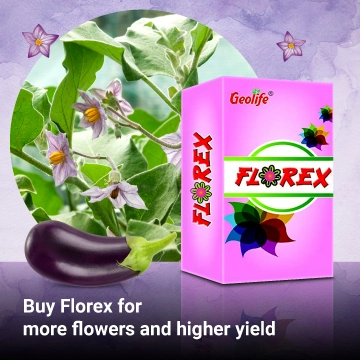 Geolife®
FLOREX
FLOREX
Buy Florex for
more flowers and higher yield